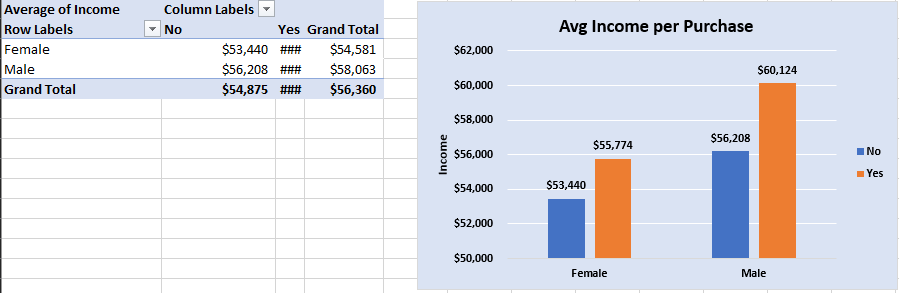 Average of Income Column Labels
Row Labels No Yes Grand Total
Female $53,440 ### $54,581
Male $56,208 ### $58,063
Grand Total $54,875 ### $56,360
Avg Income per Purchase
$62,000
$60,000
$58,000
$56,000
$54,000
$52,000
$50,000
Income
$53,440
$55,774
$56,208
$60,124
Female
Male
No
Yes